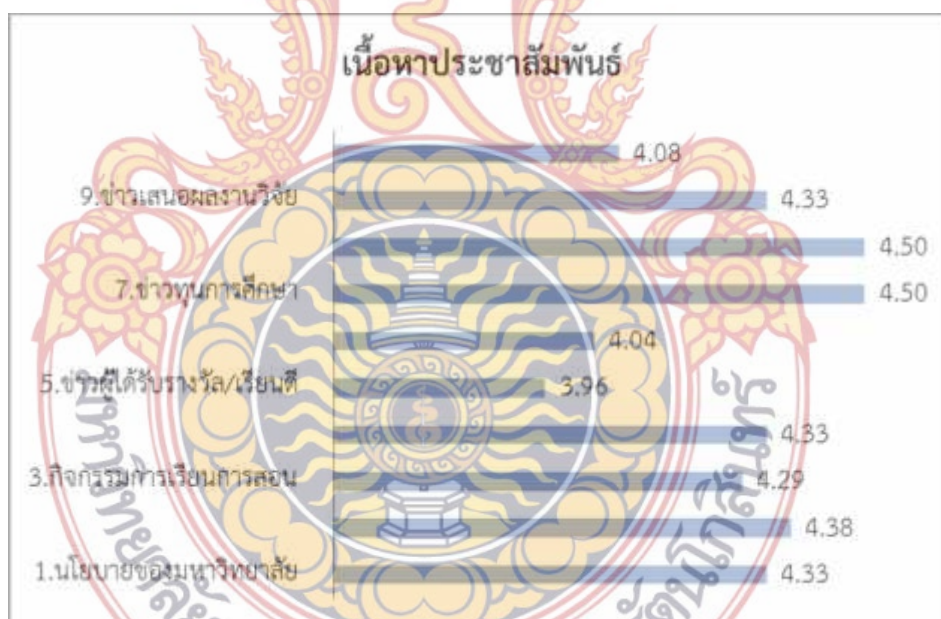 เนื้อหาประชาสัมพันธ์
4.08
9.ข่าวเสนอผลงานวิจัย 4.33
4.50
7.ข่าวทุนการศึกษา 4.50
4.04
5.ข่าวผู้ได้รับรางวัล/เรียนดี 3.96
4.33
3.กิจกรรมการเรียนการสอน 4.29
4.38
1.นโยบายของมหาวิทยาลัย 4.33